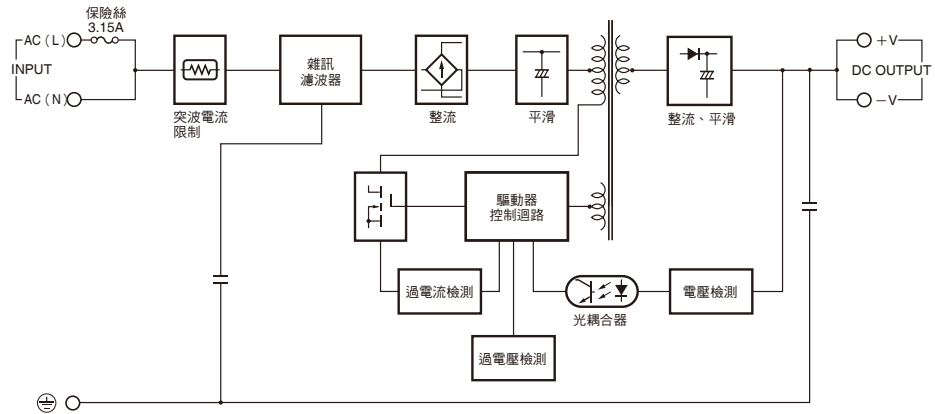 保險絲
3.15A
AC（L）
INPUT
AC（N）
突波電流
限制
雜訊
濾波器
整流
平滑
整流、平滑
+V
DC OUTPUT
−V
驅動器
控制迴路
過電流檢測
光耦合器
電壓檢測
過電壓檢測